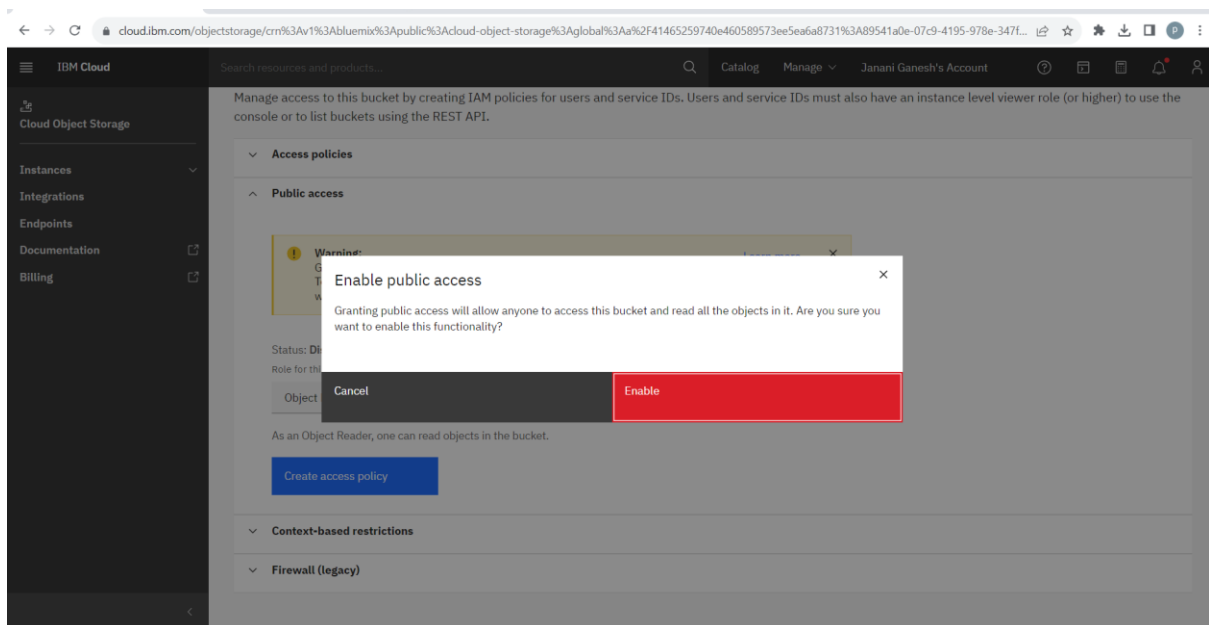 cloud.ibm.com/objectstorage/crn%3Av1%3Abluemix%3Apublic%3Acloud-object-storage%3Aglobal%3Aa%2F41465259740e460589573ee5ea6a8731%3A89541a0e-07c9-4195-978e-347f...
P
IBM Cloud
Search resources and products...
Catalog
Manage
Janani Ganesh's Account
Cloud Object Storage
Instances
Integrations
Endpoints
Documentation
Billing
Manage access to this bucket by creating IAM policies for users and service IDs. Users and service IDs must also have an instance level viewer role (or higher) to use the
console or to list buckets using the REST API.
Access policies
Public access
Warning:
Learn more
Enable public access
Granting public access will allow anyone to access this bucket and read all the objects in it. Are you sure you
want to enable this functionality?
Cancel
Enable
Status:
Role for
Object
As an Object Reader, one can read objects in the bucket.
Create access policy
Context-based restrictions
Firewall (legacy)